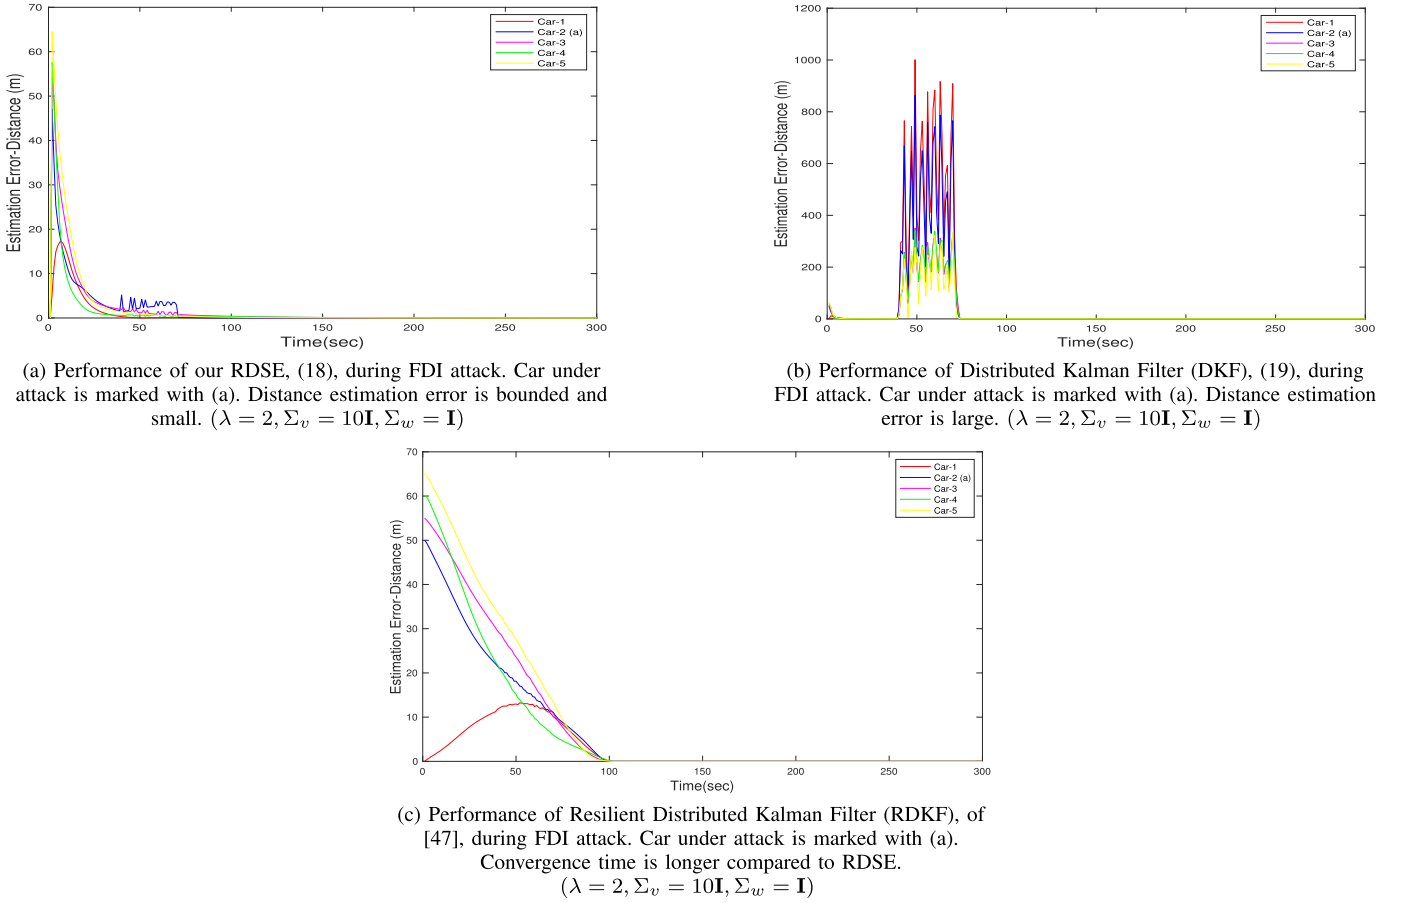 70
60
50
40
30
20
10
0
0
50
100
150
200
250
300
Estimation Error-Distance (m)
Time(sec)
Car-1
Car-2 (a)
Car-3
Car-4
Car-5
(a) Performance of our RDSE, (18), during FDI attack. Car under
attack is marked with (a). Distance estimation error is bounded and
small. (λ = 2, Σ_v = 10I, Σ_w = I)
1200
1000
800
600
400
200
0
0
50
100
150
200
250
300
Estimation Error-Distance (m)
Time(sec)
Car-1
Car-2 (a)
Car-3
Car-4
Car-5
(b) Performance of Distributed Kalman Filter (DKF), (19), during
FDI attack. Car under attack is marked with (a). Distance estimation
error is large. (λ = 2, Σ_v = 10I, Σ_w = I)
70
60
50
40
30
20
10
0
0
50
100
150
200
250
300
Estimation Error-Distance (m)
Time(sec)
Car-1
Car-2 (a)
Car-3
Car-4
Car-5
(c) Performance of Resilient Distributed Kalman Filter (RDKF), of
[47], during FDI attack. Car under attack is marked with (a).
Convergence time is longer compared to RDSE.
(λ = 2, Σ_v = 10I, Σ_w = I)